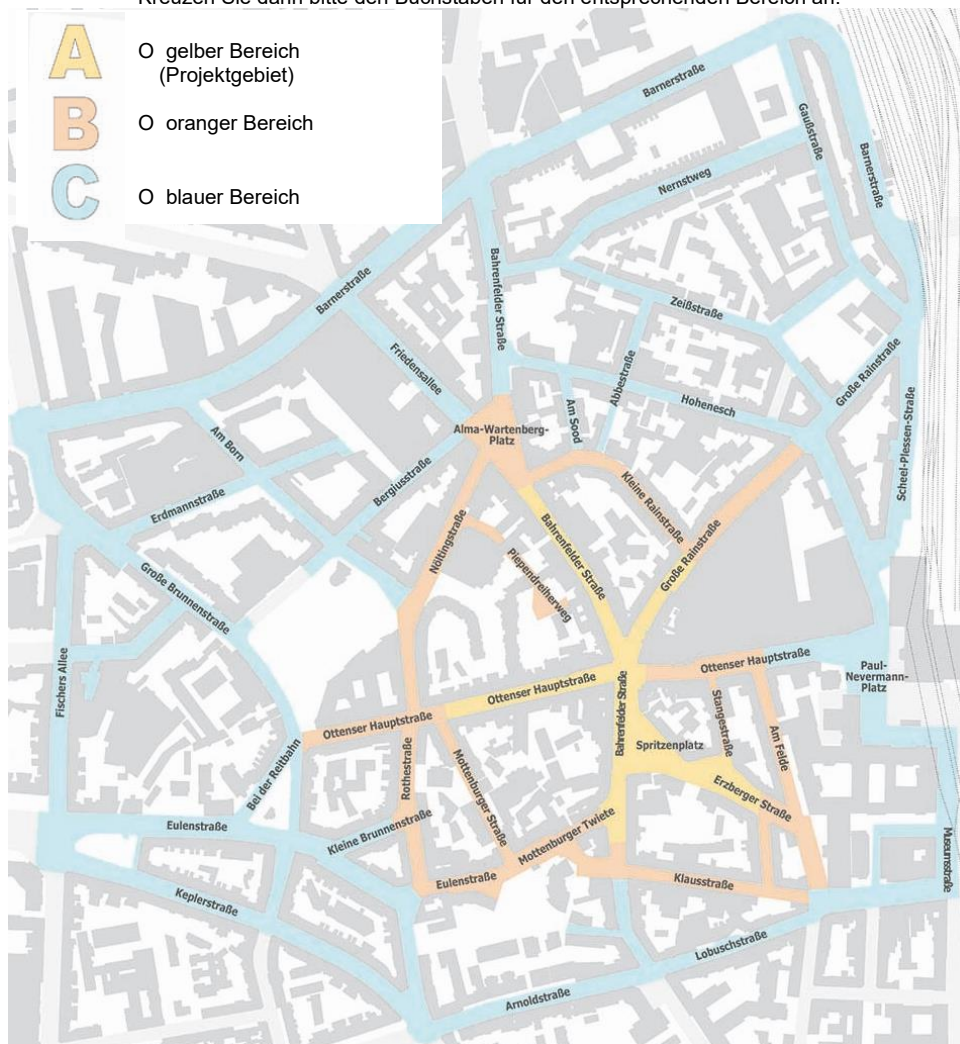 Kreuzen Sie dann bitte den Buchstaben für den entsprechenden Bereich an.
A
O gelber Bereich
(Projektgebiet)
B
O oranger Bereich
C
O blauer Bereich
Barnerstraße
Gaußstraße
Barnerstraße
Nernstweg
Bahrenfelder Straße
Barnerstraße
Zeißstraße
Friedensallee
Abbestraße
Große Rainstraße
Am Sood
Hohenesch
Scheel-Plessen-Straße
Alma-Wartenberg-
Platz
Am Born
Bergiusstraße
Kleine Rainstraße
Erdmannstraße
Nöltingstraße
Bahrenfelder Straße
Große Rainstraße
Piependreiherweg
Große Brunnenstraße
Fischers Allee
Ottenser Hauptstraße
Paul-
Nevermann-
Platz
Ottenser Hauptstraße
Bahrenfelder Straße
Stangestraße
Ottenser Hauptstraße
Am Felde
Spritzenplatz
Bei der Reitbahn
Rothestraße
Mottenburger Straße
Erzberger Straße
Eulenstraße
Kleine Brunnenstraße
Mottenburger Twiete
Museumsstraße
Eulenstraße
Klausstraße
Keplerstraße
Lobuschstraße
Arnoldstraße